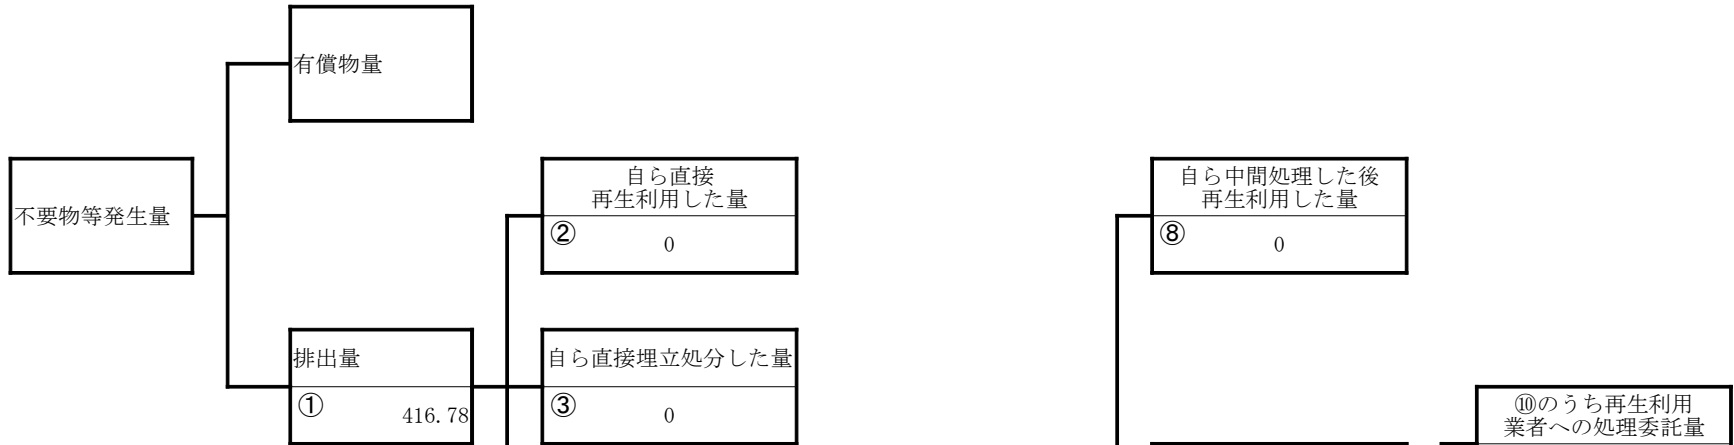 有償物量
不要物等発生量
自ら直接
再生利用した量
② 0
自ら中間処理した後
再生利用した量
⑧ 0
排出量
① 416.78
自ら直接埋立処分した量
③ 0
⑩のうち再生利用
業者への処理委託量